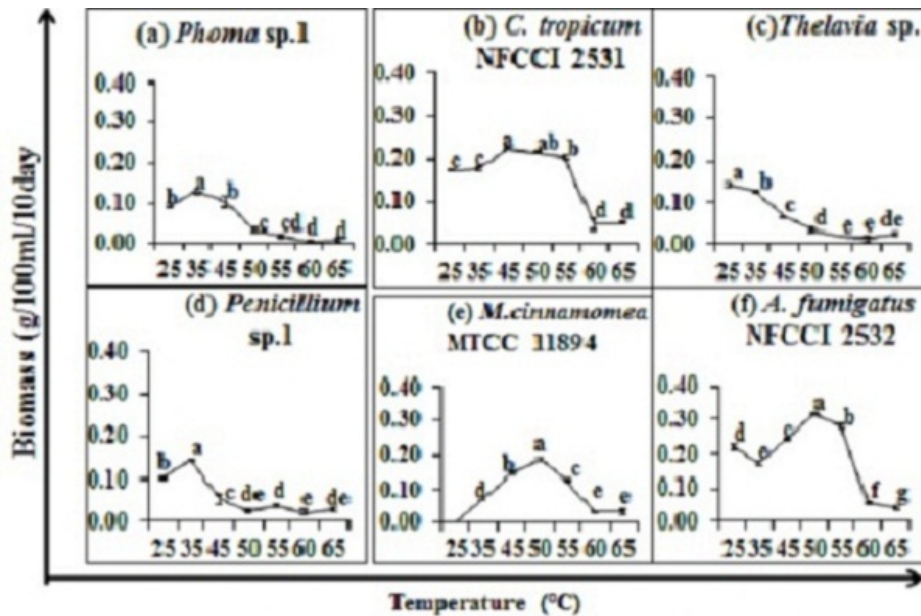 (a) Phoma sp.1
0.40
0.30
0.20
0.10
0.00
b a b c cd d d
25 35 45 50 55 60 65
(b) C. tropicum
NFCCI 2531
0.40
0.30
0.20
0.10
0.00
c c a ab b d d
25 35 45 50 55 60 65
(c) Thelavia sp.
0.40
0.30
0.20
0.10
0.00
a b c d e e de
25 35 45 50 55 60 65
(d) Penicillium
sp.1
0.40
0.30
0.20
0.10
0.00
b a c de d e de
25 35 45 50 55 60 65
(e) M.cinnamomea
MTCC 11894
0.40
0.30
0.20
0.10
0.00
d b a c e e
25 35 45 50 55 60 65
(f) A. fumigatus
NFCCI 2532
0.40
0.30
0.20
0.10
0.00
d e c a b f g
25 35 45 50 55 60 65
Biomass (g/100ml/10day
Temperature (°C)